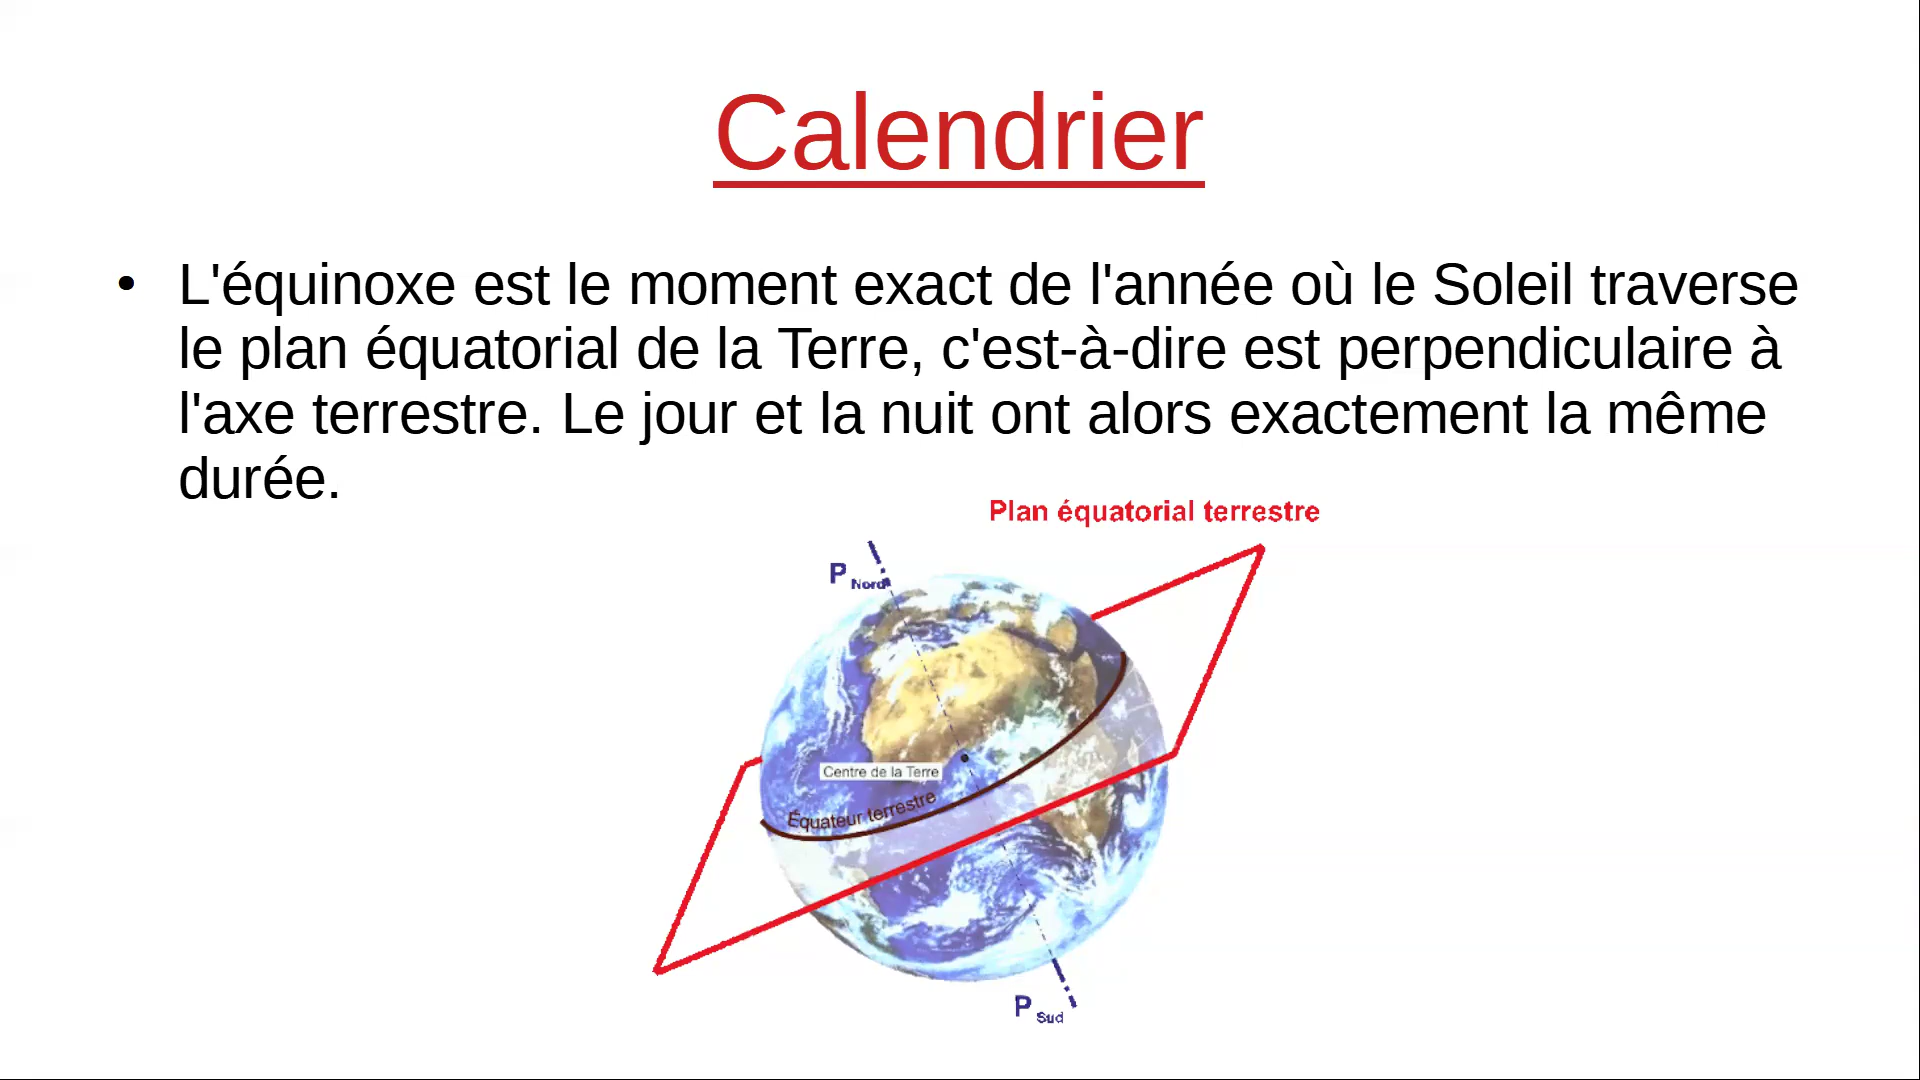 Calendrier
• L'équinoxe est le moment exact de l'année où le Soleil traverse
le plan équatorial de la Terre, c'est-à-dire est perpendiculaire à
l'axe terrestre. Le jour et la nuit ont alors exactement la même
durée.
Plan équatorial terrestre
P Nord
Centre de la Terre
Équateur terrestre
P Sud